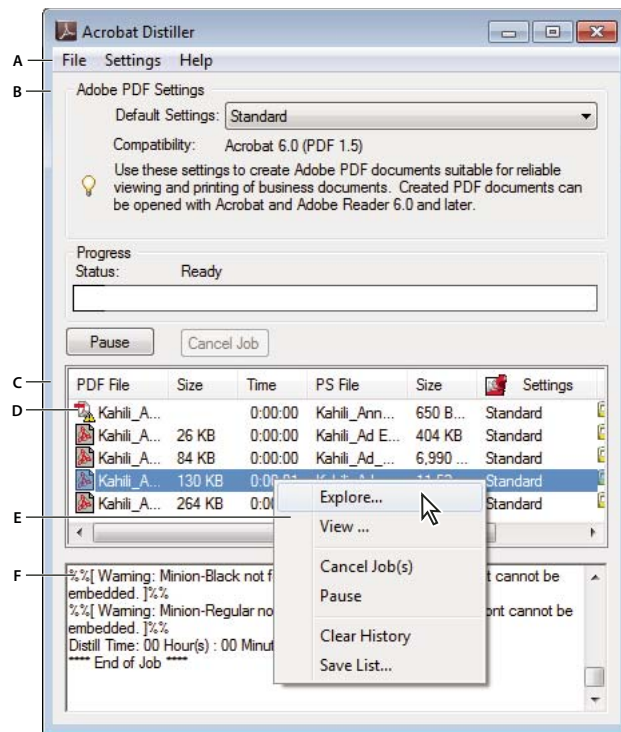 Acrobat Distiller
A
File Settings Help
B
Adobe PDF Settings
Default Settings: Standard
Compatibility: Acrobat 6.0 (PDF 1.5)
Use these settings to create Adobe PDF documents suitable for reliable
viewing and printing of business documents. Created PDF documents can
be opened with Acrobat and Adobe Reader 6.0 and later.
Progress
Status: Ready
Pause Cancel Job
C
PDF File Size Time PS File Size Settings
D
Kahili_A... 0:00:00 Kahili_Ann... 650 B... Standard
Kahili_A... 26 KB 0:00:00 Kahili_Ad E... 404 KB Standard
Kahili_A... 84 KB 0:00:00 Kahili_Ad_... 6,990 ... Standard
Kahili_A... 130 KB Standard
Kahili_A... 264 KB Standard
E
Explore...
View ...
Cancel Job(s)
Pause
Clear History
Save List...
F
%%[ Warning: Minion-Black not f t cannot be
embedded. ]%%
%%[ Warning: Minion-Regular no ont cannot be
embedded. ]%%
Distill Time: 00 Hour(s) : 00 Minut
**** End of Job ****